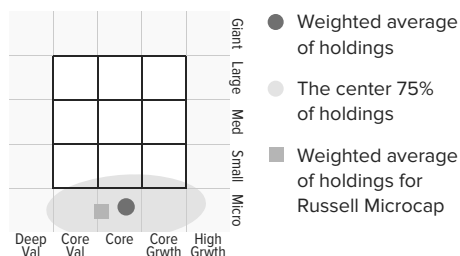 Giant
Large
Med
Small
Micro
Deep Val
Core Val
Core
Core Grwth
High Grwth
Weighted average
of holdings
The center 75%
of holdings
Weighted average
of holdings for
Russell Microcap